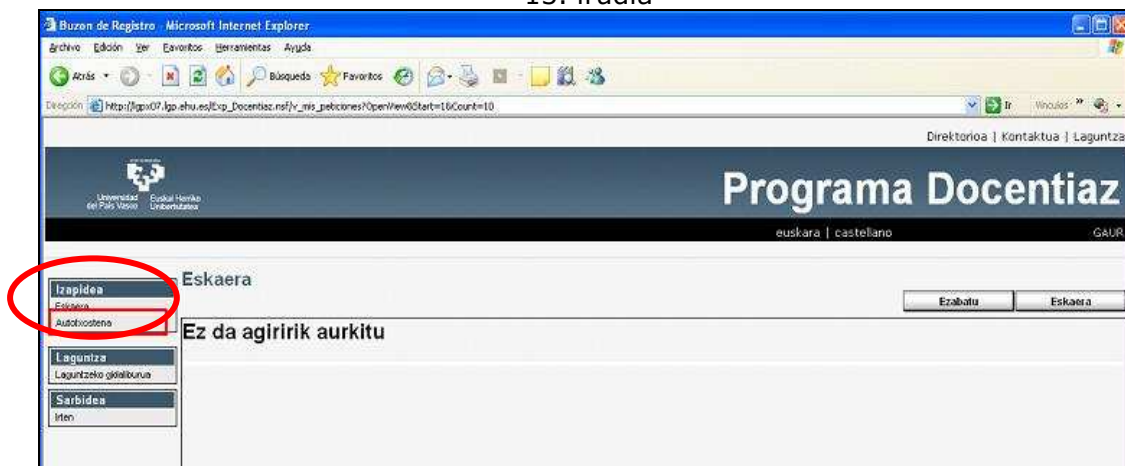 Buzon de Registro - Microsoft Internet Explorer
Archivo Edición Ver Favoritos Herramientas Ayuda
Atrás Búsqueda Favoritos
Dirección http://lgpx07.lgp.ehu.es/Exp_Docentiaz.nsf/v_mis_peticiones?OpenView&Start=1&Count=10 Ir Vínculos »
Direktorioa | Kontaktua | Laguntza
Universidad del País Vasco Euskal Herriko Unibertsitatea
Programa Docentiaz
euskara | castellano GAUR
Izapidea
Eskaera
Autotxostena
Laguntza
Laguntzeko gidaliburua
Sarbidea
Irten
Eskaera
Ezabatu Eskaera
Ez da agiririk aurkitu